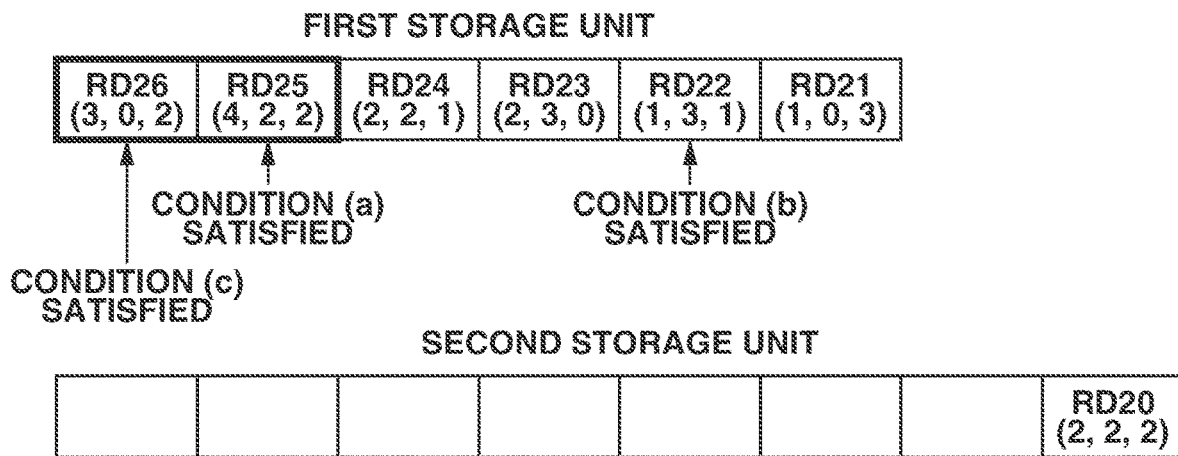 FIRST STORAGE UNIT
RD26 RD25 RD24 RD23 RD22 RD21
(3, 0, 2) (4, 2, 2) (2, 2, 1) (2, 3, 0) (1, 3, 1) (1, 0, 3)
CONDITION (a) CONDITION (b)
SATISFIED SATISFIED
CONDITION (c)
SATISFIED
SECOND STORAGE UNIT
RD20
(2, 2, 2)